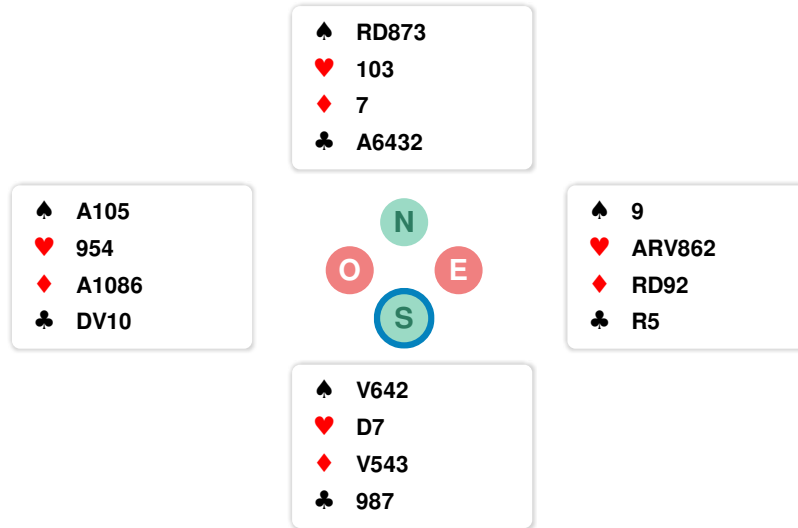 ♠ RD873
♥ 103
♦ 7
♣ A6432
♠ A105
♥ 954
♦ A1086
♣ DV10
N
O
E
S
♠ 9
♥ ARV862
♦ RD92
♣ R5
♠ V642
♥ D7
♦ V543
♣ 987